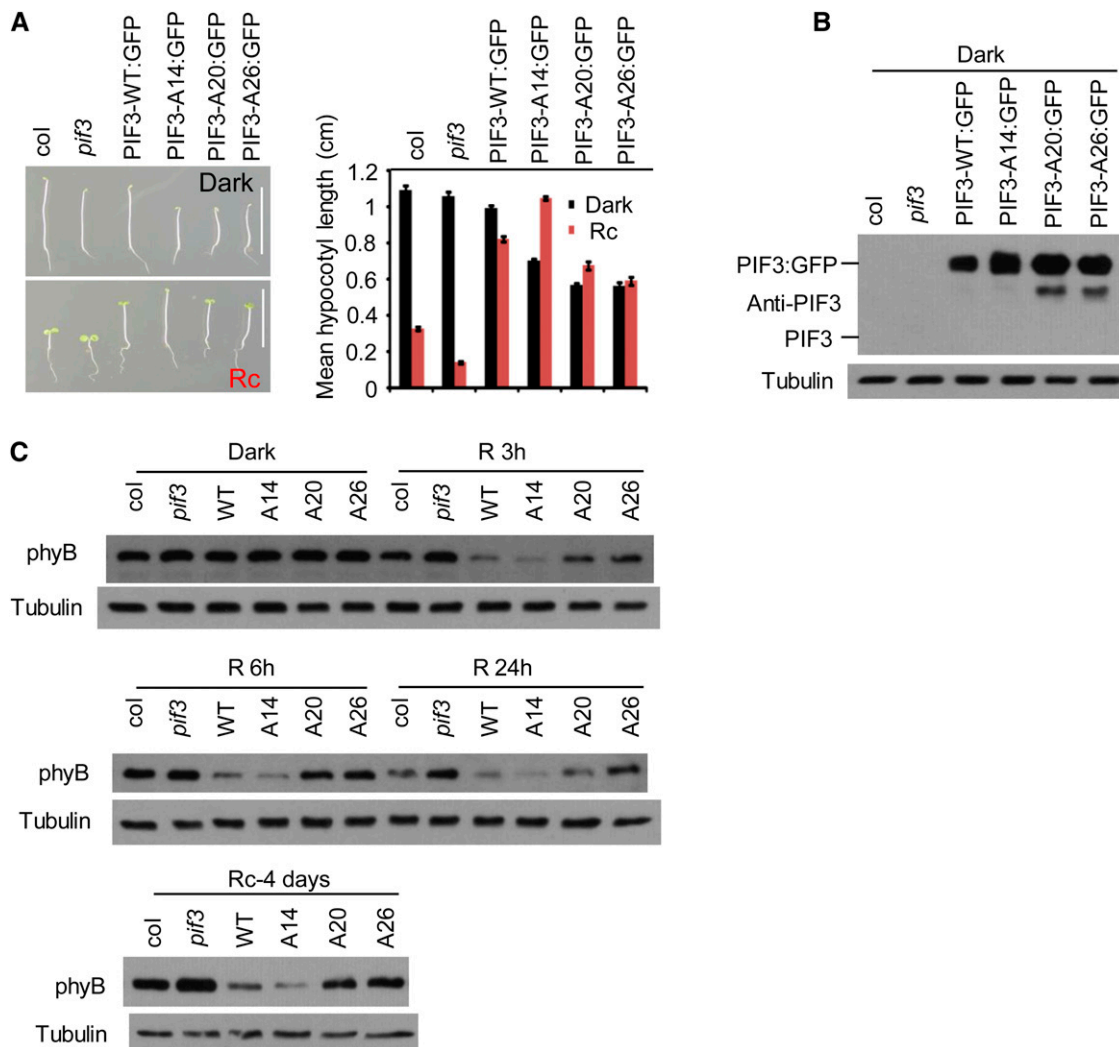 A
col
pif3
PIF3-WT:GFP
PIF3-A14:GFP
PIF3-A20:GFP
PIF3-A26:GFP
Dark
Rc
col
pif3
PIF3-WT:GFP
PIF3-A14:GFP
PIF3-A20:GFP
PIF3-A26:GFP
Mean hypocotyl length (cm)
1.2
1
0.8
0.6
0.4
0.2
0
Dark
Rc
B
Dark
col
pif3
PIF3-WT:GFP
PIF3-A14:GFP
PIF3-A20:GFP
PIF3-A26:GFP
PIF3:GFP
Anti-PIF3
PIF3
Tubulin
C
Dark R 3h
col pif3 WT A14 A20 A26 col pif3 WT A14 A20 A26
phyB
Tubulin
R 6h R 24h
col pif3 WT A14 A20 A26 col pif3 WT A14 A20 A26
phyB
Tubulin
Rc-4 days
col pif3 WT A14 A20 A26
phyB
Tubulin